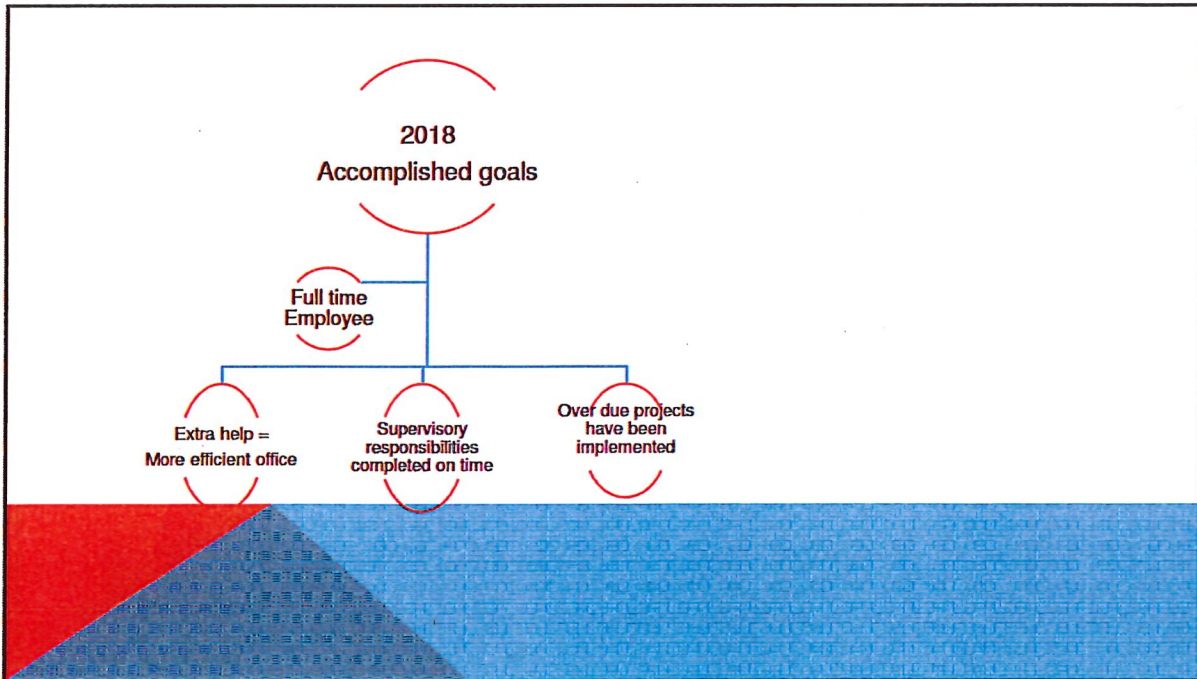 2018
Accomplished goals
Full time
Employee
Extra help =
More efficient office
Supervisory
responsibilities
completed on time
Over due projects
have been
implemented